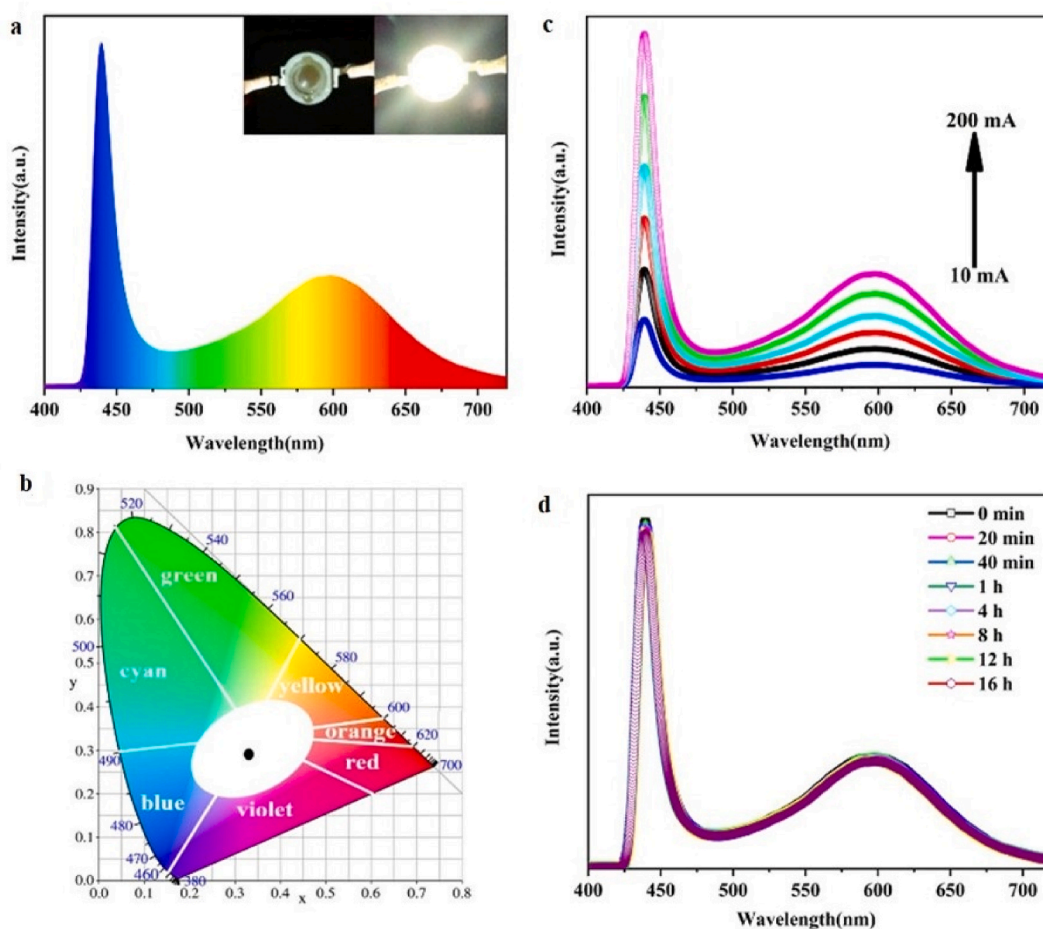 a
Intensity(a.u.)
400 450 500 550 600 650 700
Wavelength(nm)
c
200 mA
10 mA
Intensity(a.u.)
400 450 500 550 600 650 700
Wavelength(nm)
b
0.9
0.8
0.7
0.6
0.5
y
0.4
0.3
0.2
0.1
0.0
0.0 0.1 0.2 0.3 0.4 0.5 0.6 0.7 0.8
x
520
540
560
580
600
620
700
500
490
480
470
460
380
green
cyan
yellow
orange
red
blue
violet
d
0 min
20 min
40 min
1 h
4 h
8 h
12 h
16 h
Intensity(a.u.)
400 450 500 550 600 650 700
Wavelength(nm)